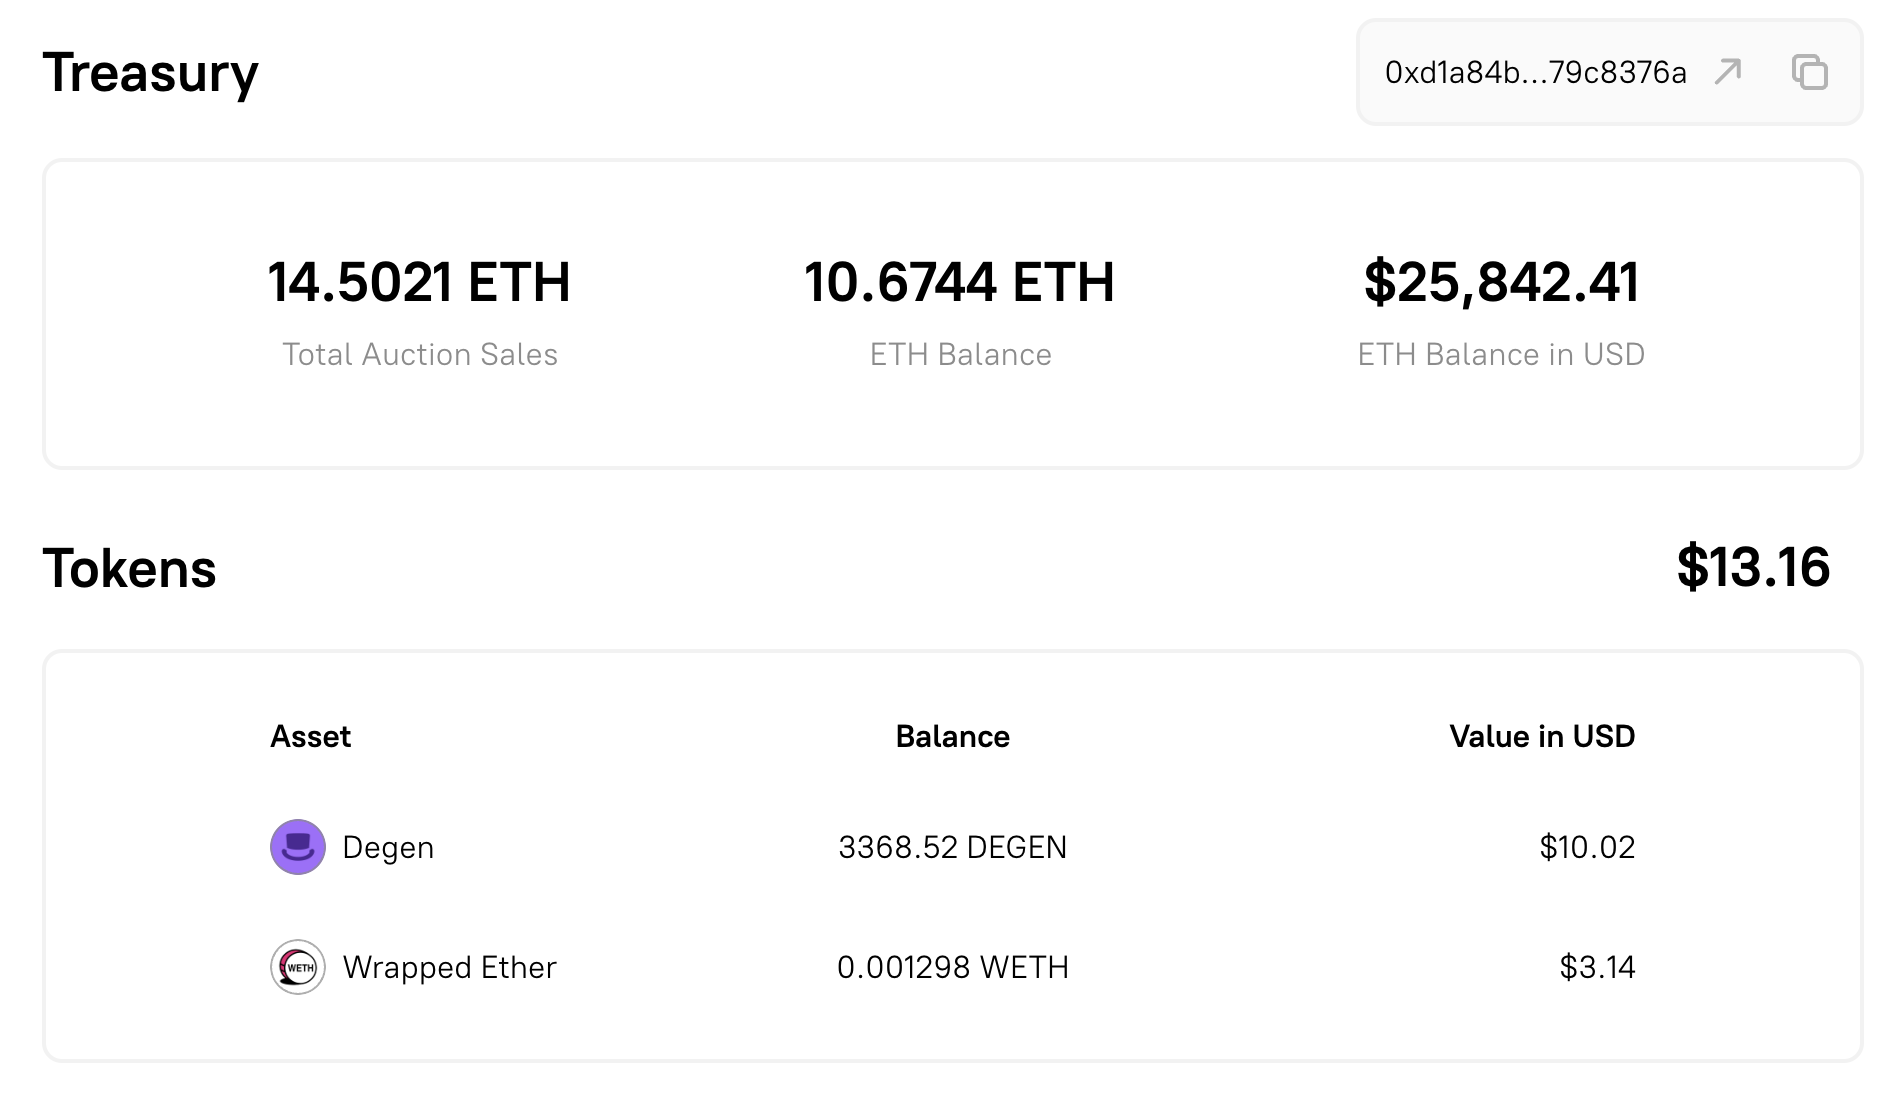 Treasury
0xd1a84b...79c8376a
14.5021 ETH
10.6744 ETH
$25,842.41
Total Auction Sales
ETH Balance
ETH Balance in USD
Tokens
$13.16
Asset
Balance
Value in USD
Degen
3368.52 DEGEN
$10.02
WETH
Wrapped Ether
0.001298 WETH
$3.14